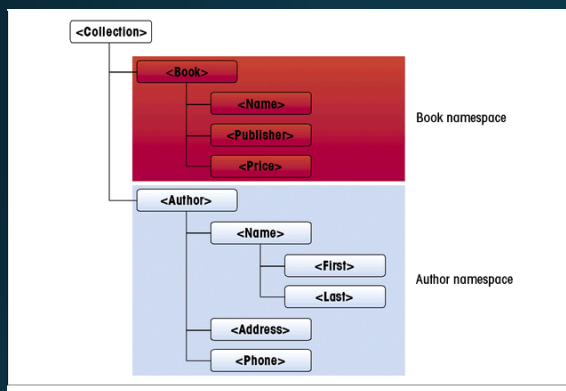 <Collection>
<Book>
<Name>
<Publisher>
<Price>
Book namespace
<Author>
<Name>
<First>
<Last>
<Address>
<Phone>
Author namespace